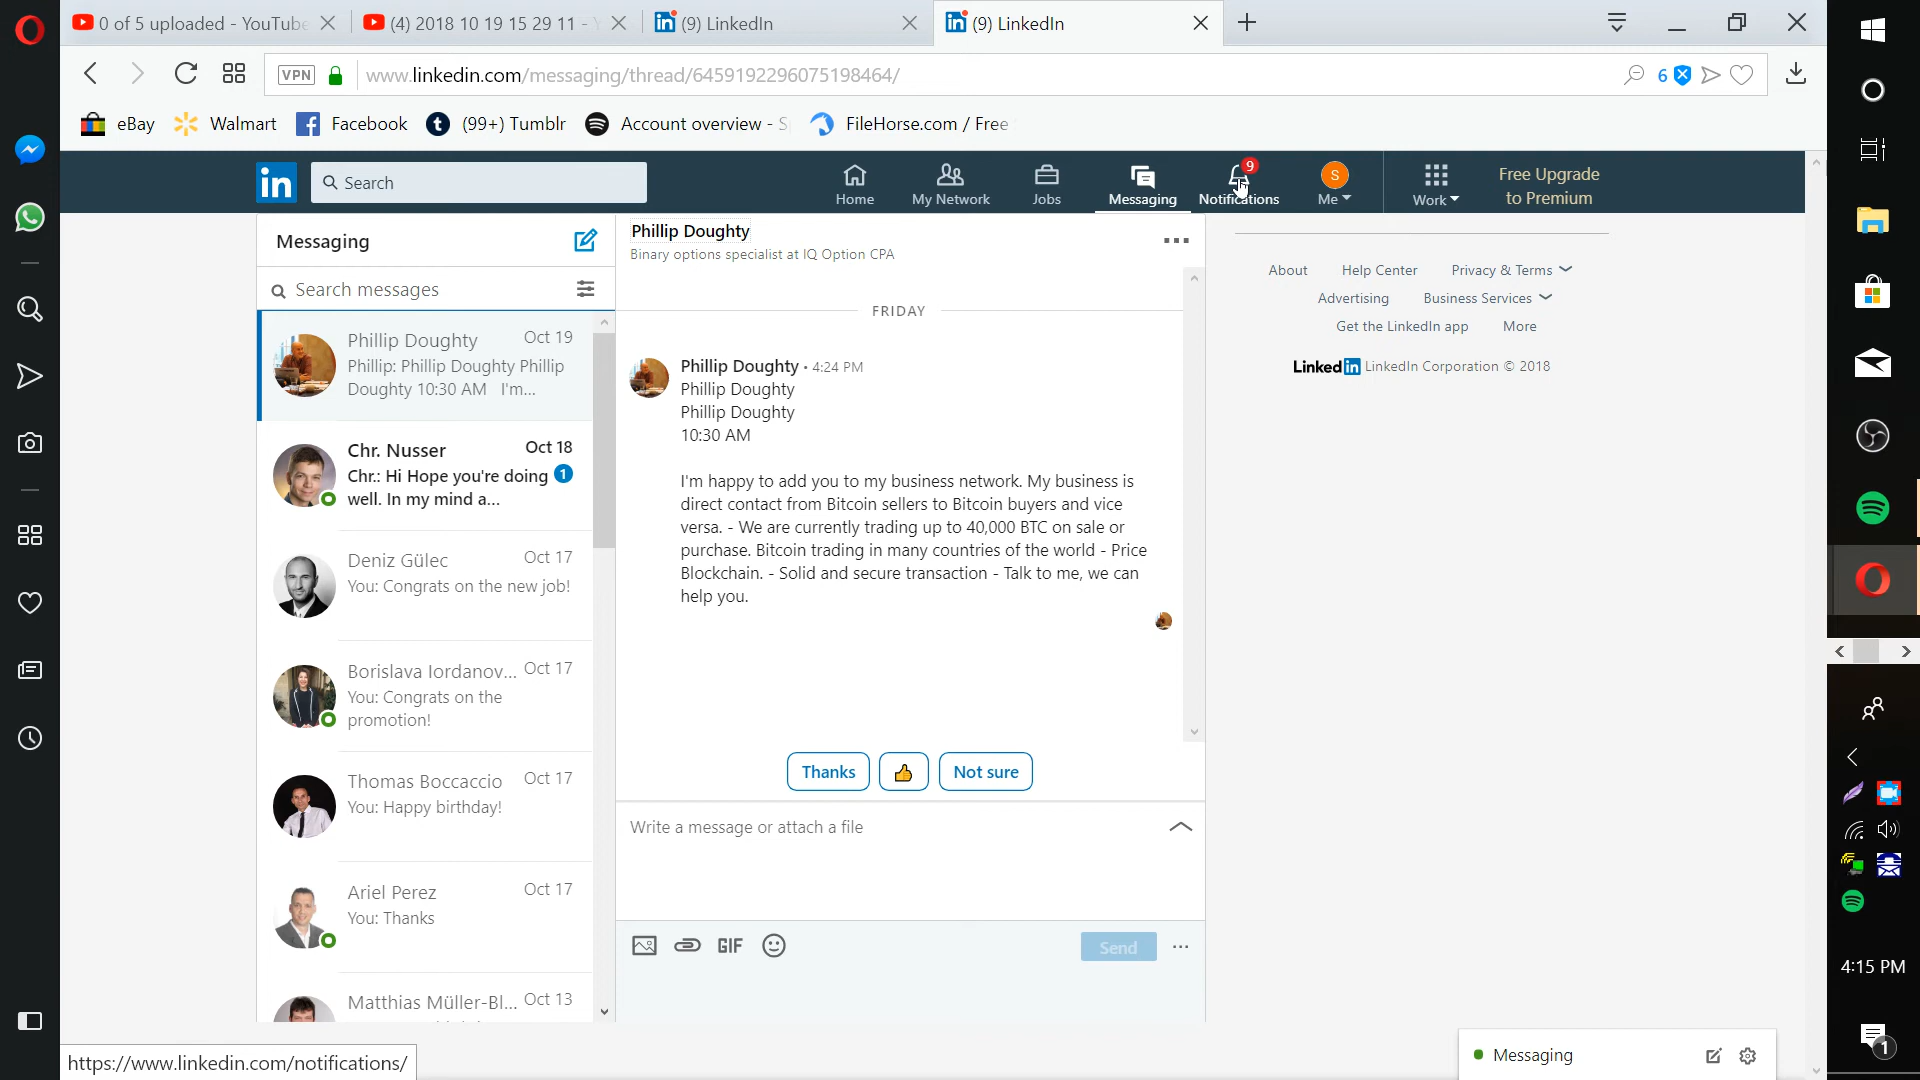 0 of 5 uploaded - YouTube
(4) 2018 10 19 15 29 11 - Y
(9) LinkedIn
(9) LinkedIn
VPN
www.linkedin.com/messaging/thread/6459192296075198464/
6
eBay
Walmart
Facebook
(99+) Tumblr
Account overview - S
FileHorse.com / Free
in
Search
Home
My Network
Jobs
Messaging
9
Notifications
S
Me
Work
Free Upgrade
to Premium
Messaging
Search messages
Phillip Doughty
Oct 19
Phillip: Phillip Doughty Phillip
Doughty 10:30 AM I'm...
Chr. Nusser
Oct 18
Chr.: Hi Hope you're doing
1
well. In my mind a...
Deniz Gülec
Oct 17
You: Congrats on the new job!
Borislava Iordanov...
Oct 17
You: Congrats on the
promotion!
Thomas Boccaccio
Oct 17
You: Happy birthday!
Ariel Perez
Oct 17
You: Thanks
Matthias Müller-Bl...
Oct 13
Phillip Doughty
Binary options specialist at IQ Option CPA
FRIDAY
Phillip Doughty • 4:24 PM
Phillip Doughty
Phillip Doughty
10:30 AM
I'm happy to add you to my business network. My business is
direct contact from Bitcoin sellers to Bitcoin buyers and vice
versa. - We are currently trading up to 40,000 BTC on sale or
purchase. Bitcoin trading in many countries of the world - Price
Blockchain. - Solid and secure transaction - Talk to me, we can
help you.
Thanks
Not sure
Write a message or attach a file
GIF
Send
About
Help Center
Privacy & Terms
Advertising
Business Services
Get the LinkedIn app
More
Linked in LinkedIn Corporation © 2018
Messaging
https://www.linkedin.com/notifications/
4:15 PM
1